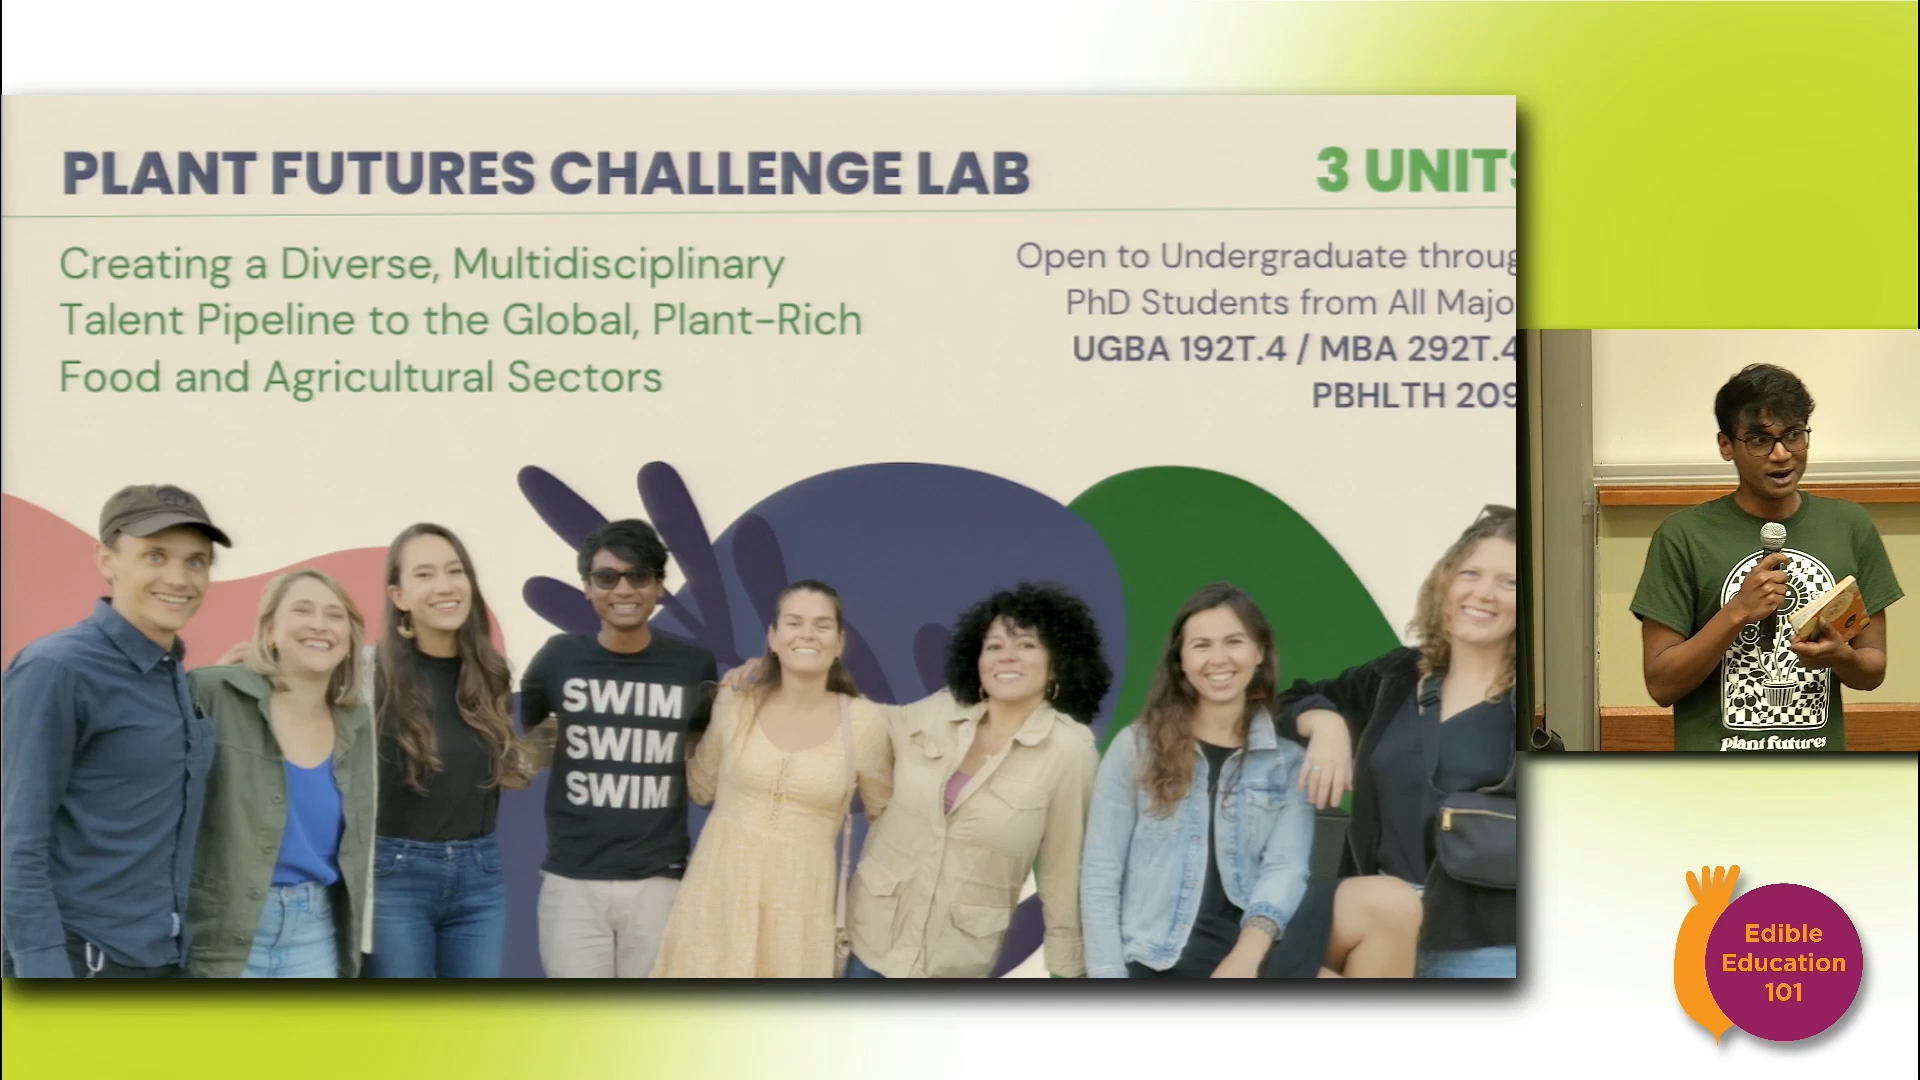 PLANT FUTURES CHALLENGE LAB
3 UNITS
Creating a Diverse, Multidisciplinary
Talent Pipeline to the Global, Plant-Rich
Food and Agricultural Sectors
Open to Undergraduate throug
PhD Students from All Majo
UGBA 192T.4 / MBA 292T.4
PBHLTH 209
SWIM
SWIM
SWIM
plant futures
Edible
Education
101